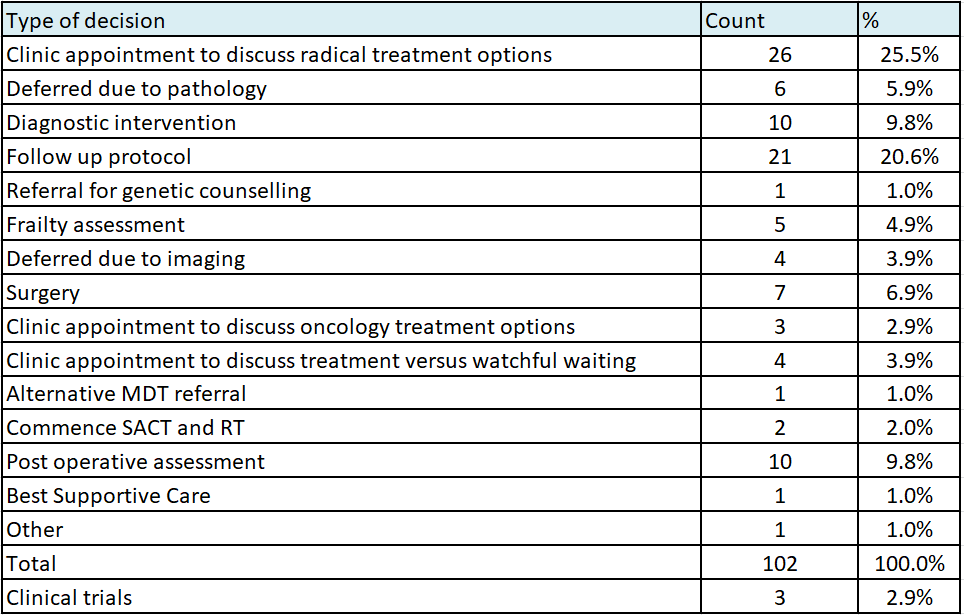 Type of decision Count %
Clinic appointment to discuss radical treatment options 26 25.5%
Deferred due to pathology 6 5.9%
Diagnostic intervention 10 9.8%
Follow up protocol 21 20.6%
Referral for genetic counselling 1 1.0%
Frailty assessment 5 4.9%
Deferred due to imaging 4 3.9%
Surgery 7 6.9%
Clinic appointment to discuss oncology treatment options 3 2.9%
Clinic appointment to discuss treatment versus watchful waiting 4 3.9%
Alternative MDT referral 1 1.0%
Commence SACT and RT 2 2.0%
Post operative assessment 10 9.8%
Best Supportive Care 1 1.0%
Other 1 1.0%
Total 102 100.0%
Clinical trials 3 2.9%